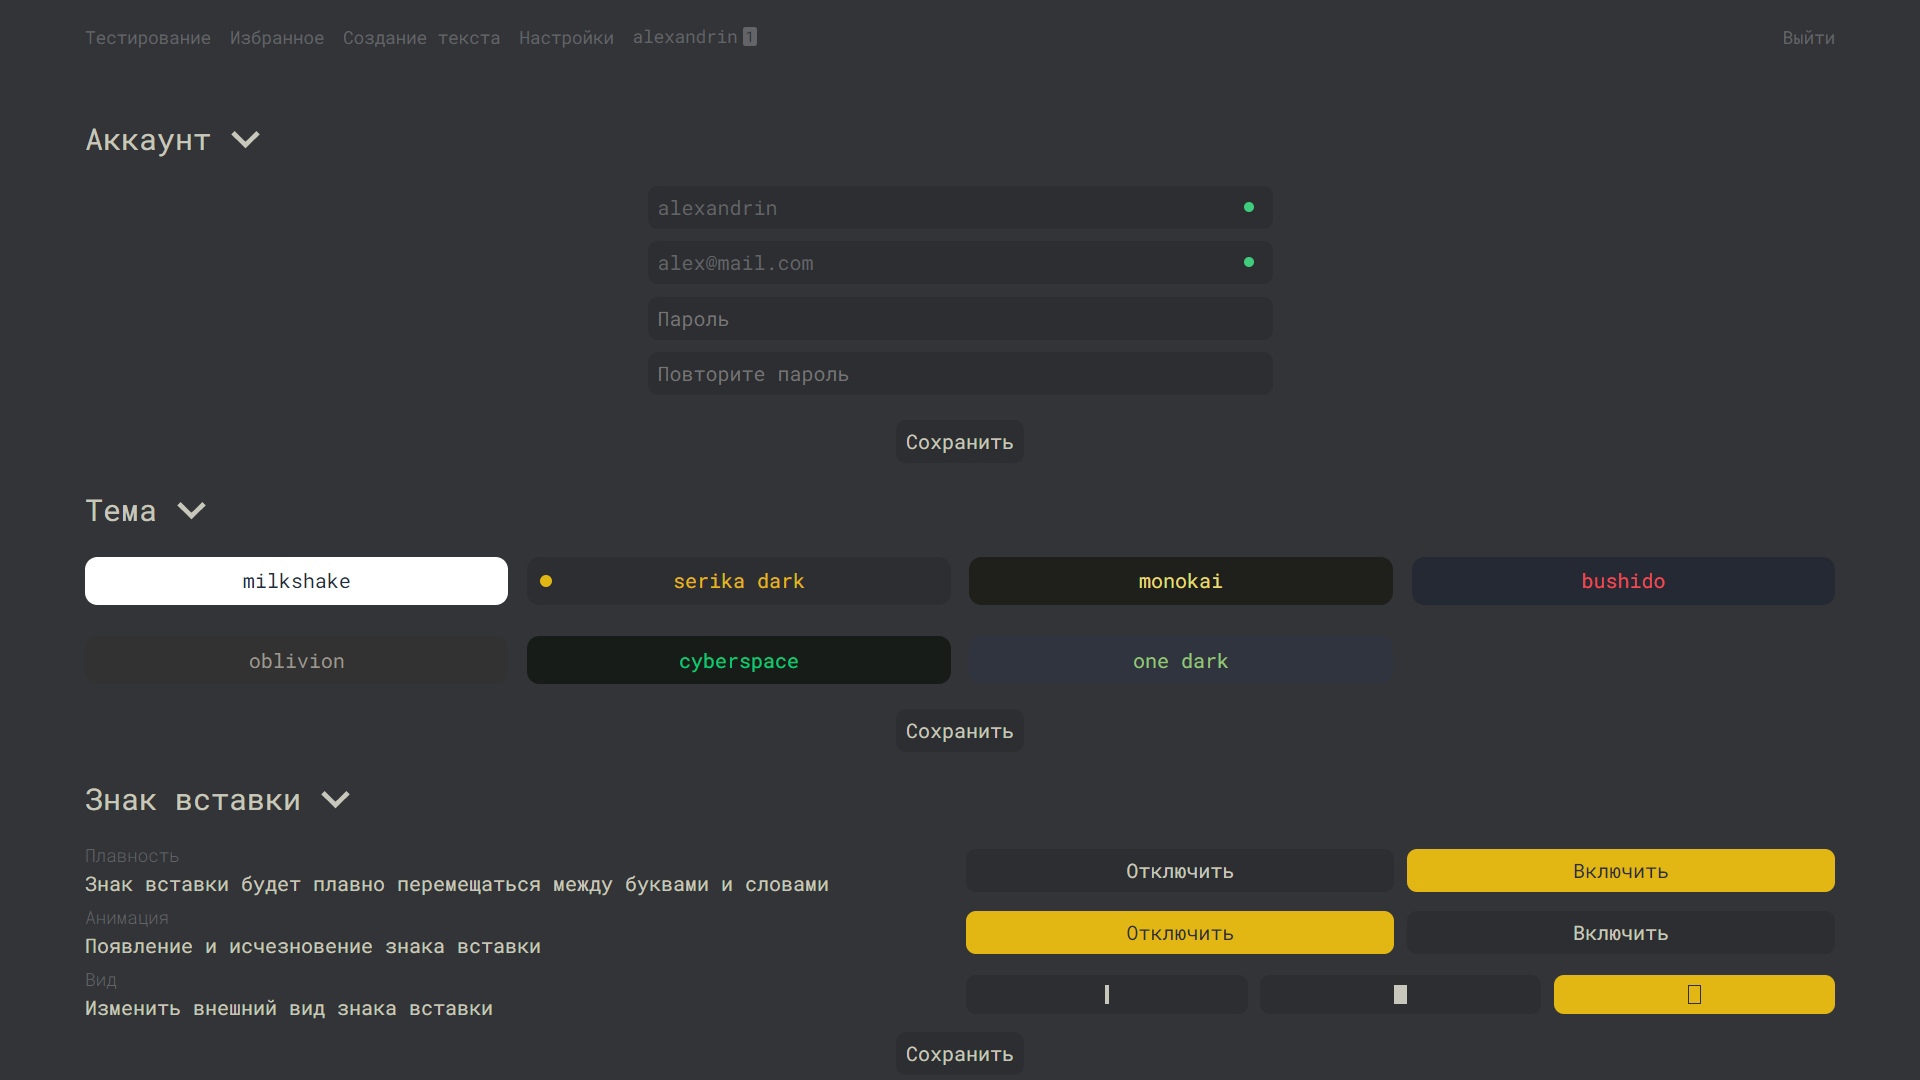 Тестирование Избранное Создание текста Настройки alexandrin 1 Выйти
Аккаунт
alexandrin
alex@mail.com
Пароль
Повторите пароль
Сохранить
Тема
milkshake serika dark monokai bushido
oblivion cyberspace one dark
Сохранить
Знак вставки
Плавность
Знак вставки будет плавно перемещаться между буквами и словами
Отключить Включить
Анимация
Появление и исчезновение знака вставки
Отключить Включить
Вид
Изменить внешний вид знака вставки
Сохранить